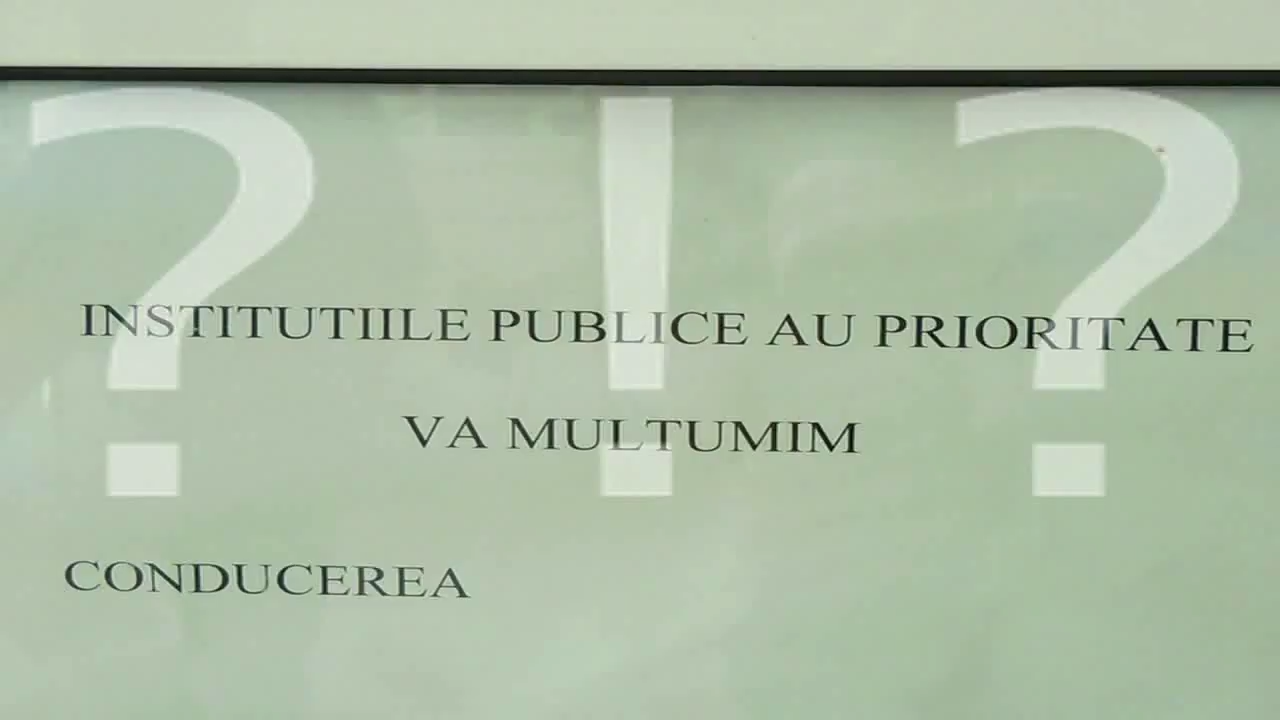 ? ! ?
INSTITUTIILE PUBLICE AU PRIORITATE
VA MULTUMIM
CONDUCEREA